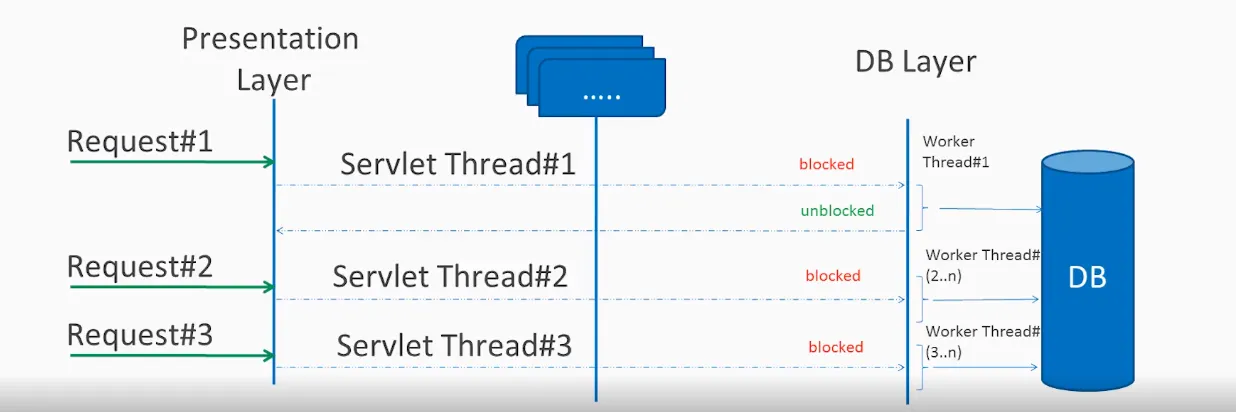 Presentation
Layer
.....
DB Layer
Request#1
Servlet Thread#1
blocked
Worker
Thread#1
unblocked
Request#2
Servlet Thread#2
blocked
Worker Thread#
(2..n)
DB
Request#3
Servlet Thread#3
blocked
Worker Thread#
(3..n)